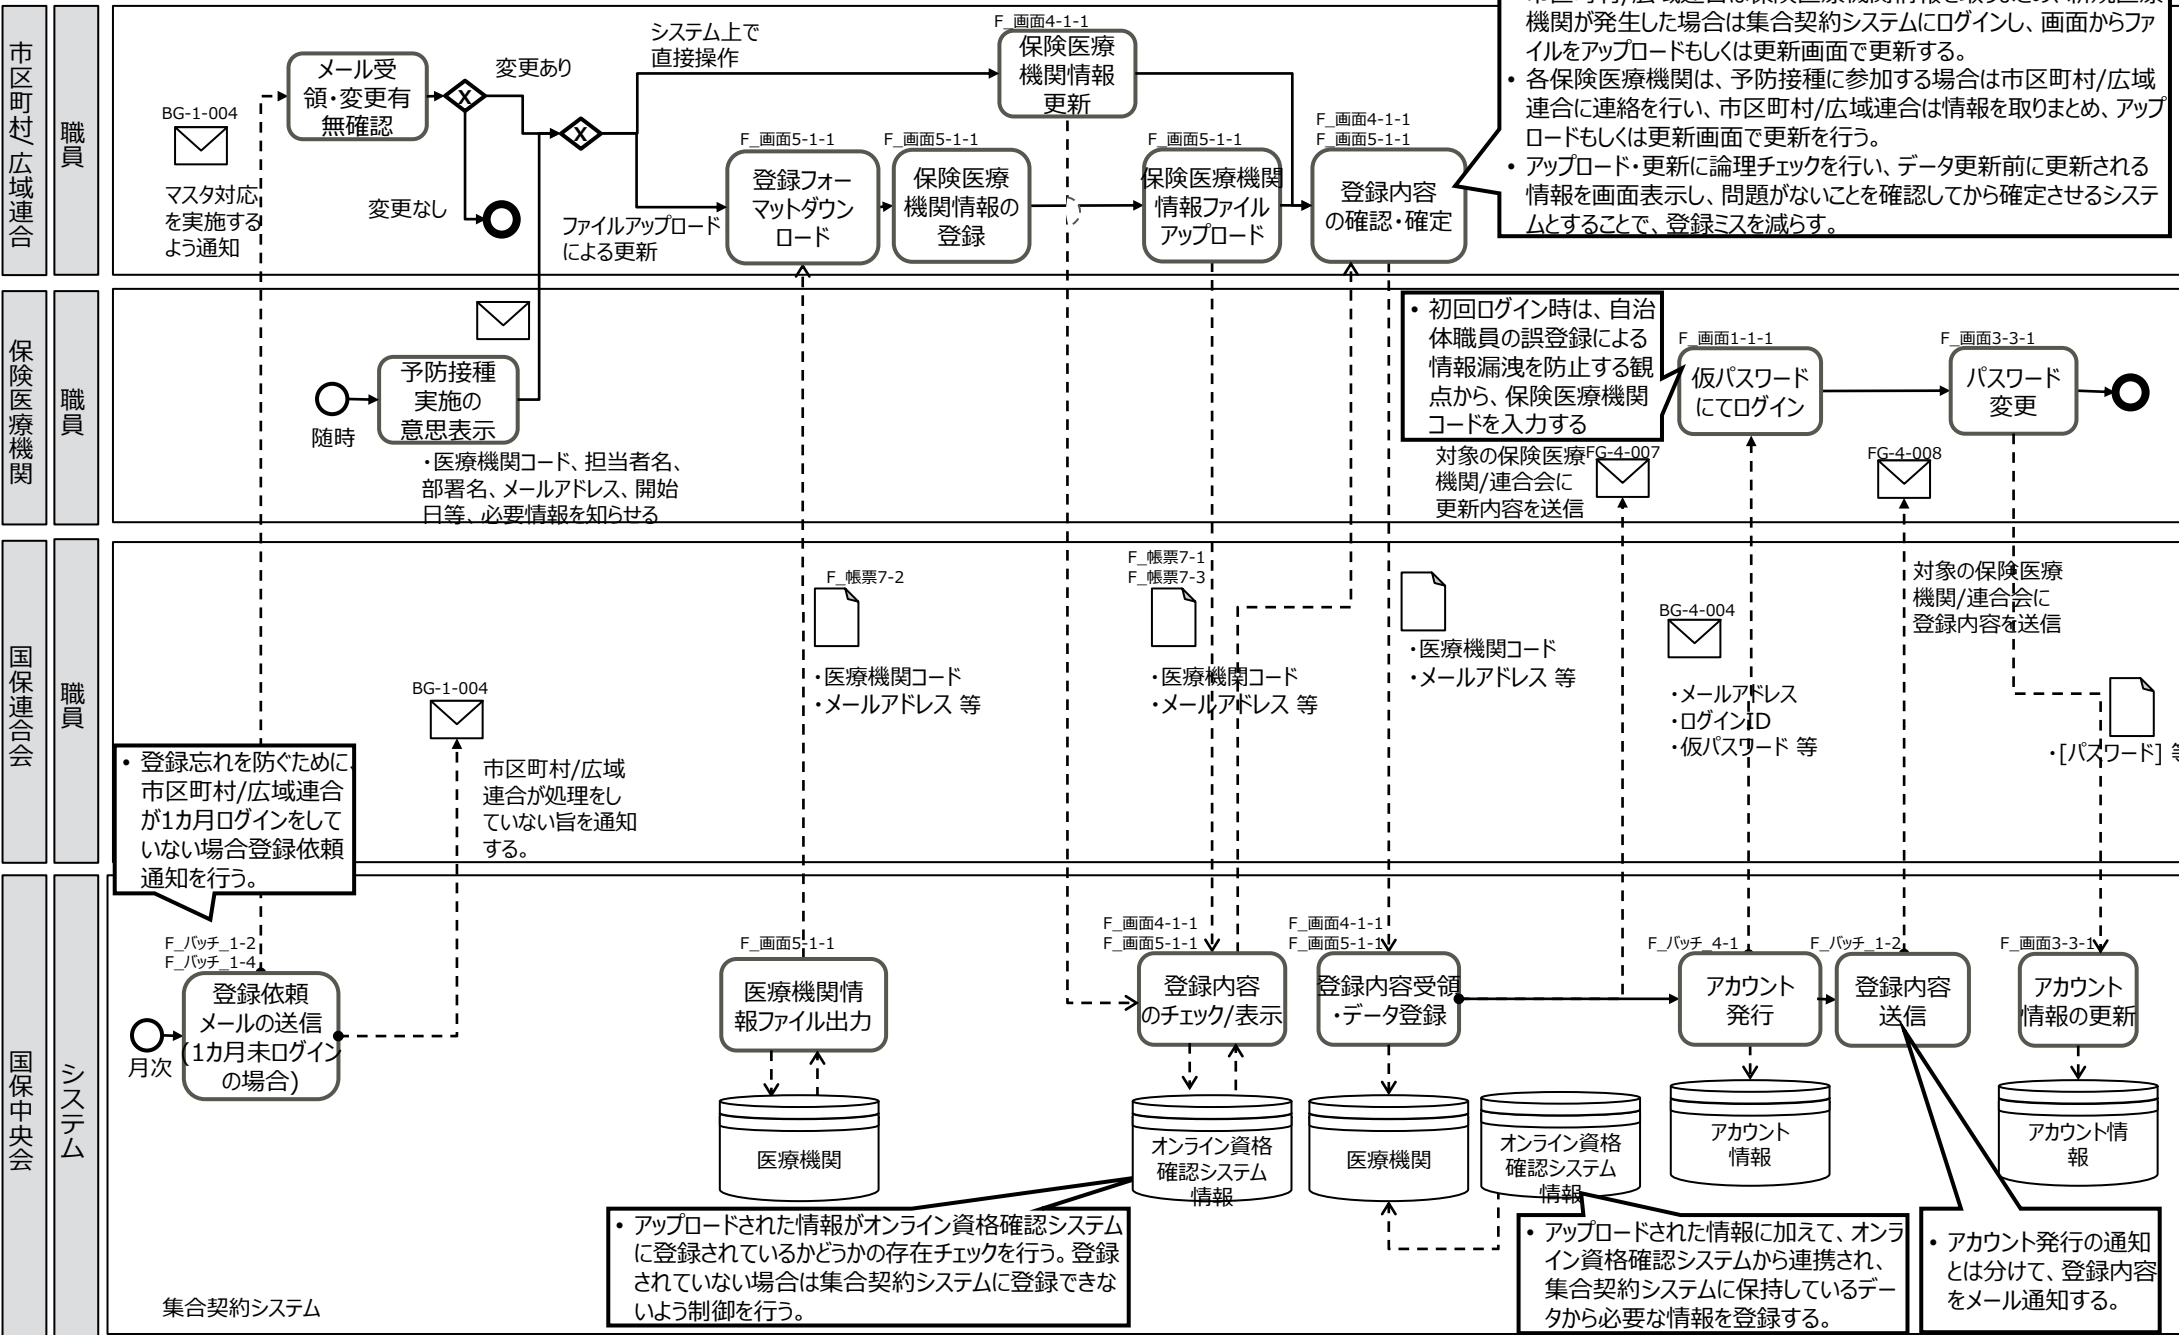 市区町村/広域連合
職員
BG-1-004
マスタ対応
を実施する
よう通知
メール受
領・変更有
無確認
X
変更あり
変更なし
X
システム上で
直接操作
ファイルアップロード
による更新
F_画面4-1-1
保険医療
機関情報
更新
F_画面5-1-1
登録フォー
マットダウン
ロード
F_画面5-1-1
保険医療
機関情報の
登録
F_画面5-1-1
保険医療機関
情報ファイル
アップロード
F_画面4-1-1
F_画面5-1-1
登録内容
の確認・確定
機関が発生した場合は集合契約システムにログインし、画面からファ
イルをアップロードもしくは更新画面で更新する。
• 各保険医療機関は、予防接種に参加する場合は市区町村/広域
連合に連絡を行い、市区町村/広域連合は情報を取りまとめ、アップ
ロードもしくは更新画面で更新を行う。
• アップロード・更新に論理チェックを行い、データ更新前に更新される
情報を画面表示し、問題がないことを確認してから確定させるシステ
ムとすることで、登録ミスを減らす。
保険医療機関
職員
随時
予防接種
実施の
意思表示
・医療機関コード、担当者名、
部署名、メールアドレス、開始
日等、必要情報を知らせる
• 初回ログイン時は、自治
体職員の誤登録による
情報漏洩を防止する観
点から、保険医療機関
コードを入力する
対象の保険医療
機関/連合会に
更新内容を送信
FG-4-007
F_画面1-1-1
仮パスワード
にてログイン
FG-4-008
F_画面3-3-1
パスワード
変更
国保連合会
職員
• 登録忘れを防ぐために、
市区町村/広域連合
が1カ月ログインをして
いない場合登録依頼
通知を行う。
BG-1-004
市区町村/広域
連合が処理をし
ていない旨を通知
する。
F_帳票7-2
・医療機関コード
・メールアドレス 等
F_帳票7-1
F_帳票7-3
・医療機関コード
・メールアドレス 等
・医療機関コード
・メールアドレス 等
BG-4-004
・メールアドレス
・ログインID
・仮パスワード 等
対象の保険医療
機関/連合会に
登録内容を送信
・[パスワード] 等
国保中央会
システム
F_バッチ_1-2
F_バッチ_1-4
月次
登録依頼
メールの送信
(1カ月未ログイン
の場合)
F_画面5-1-1
医療機関情
報ファイル出力
医療機関
F_画面4-1-1
F_画面5-1-1
登録内容
のチェック/表示
オンライン資格
確認システム
情報
F_画面4-1-1
F_画面5-1-1
登録内容受領
・データ登録
医療機関
オンライン資格
確認システム
情報
F_バッチ_4-1
アカウント
発行
アカウント
情報
F_バッチ_1-2
登録内容
送信
F_画面3-3-1
アカウント
情報の更新
アカウント情
報
• アップロードされた情報がオンライン資格確認システム
に登録されているかどうかの存在チェックを行う。登録
されていない場合は集合契約システムに登録できな
いよう制御を行う。
• アップロードされた情報に加えて、オンラ
イン資格確認システムから連携され、
集合契約システムに保持しているデー
タから必要な情報を登録する。
• アカウント発行の通知
とは分けて、登録内容
をメール通知する。
集合契約システム